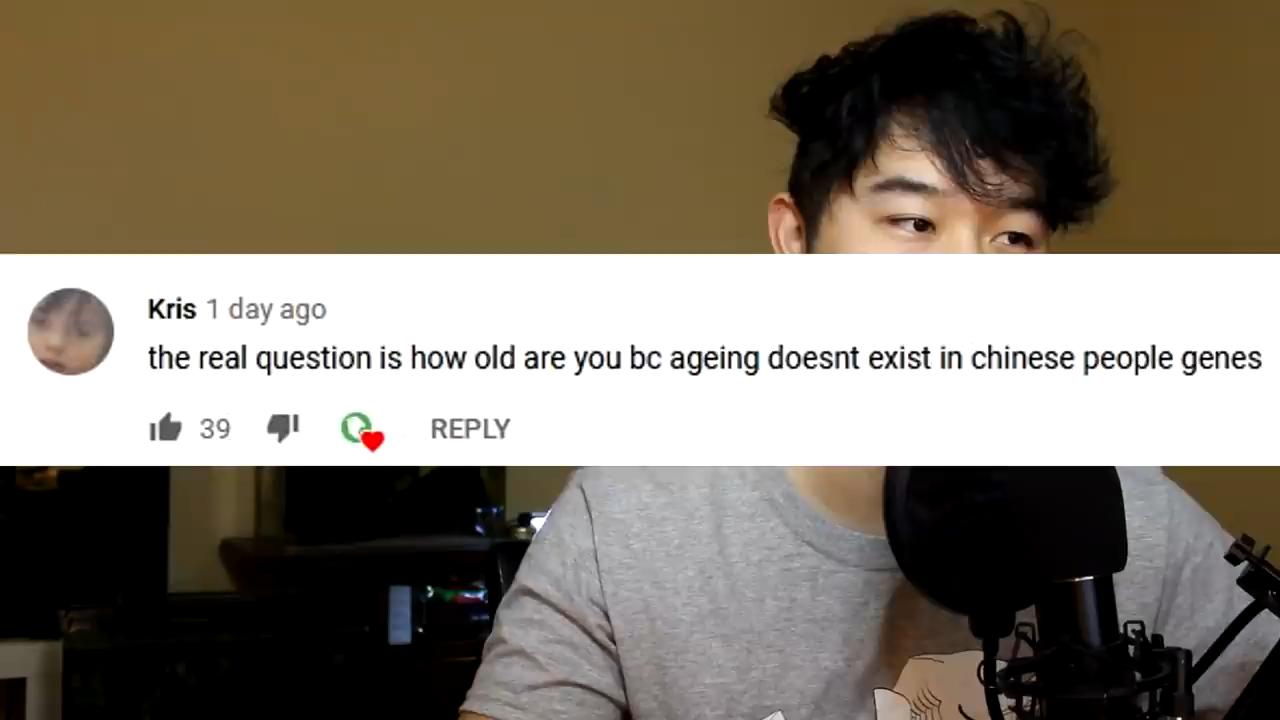 Kris 1 day ago
the real question is how old are you bc ageing doesnt exist in chinese people genes
39 REPLY